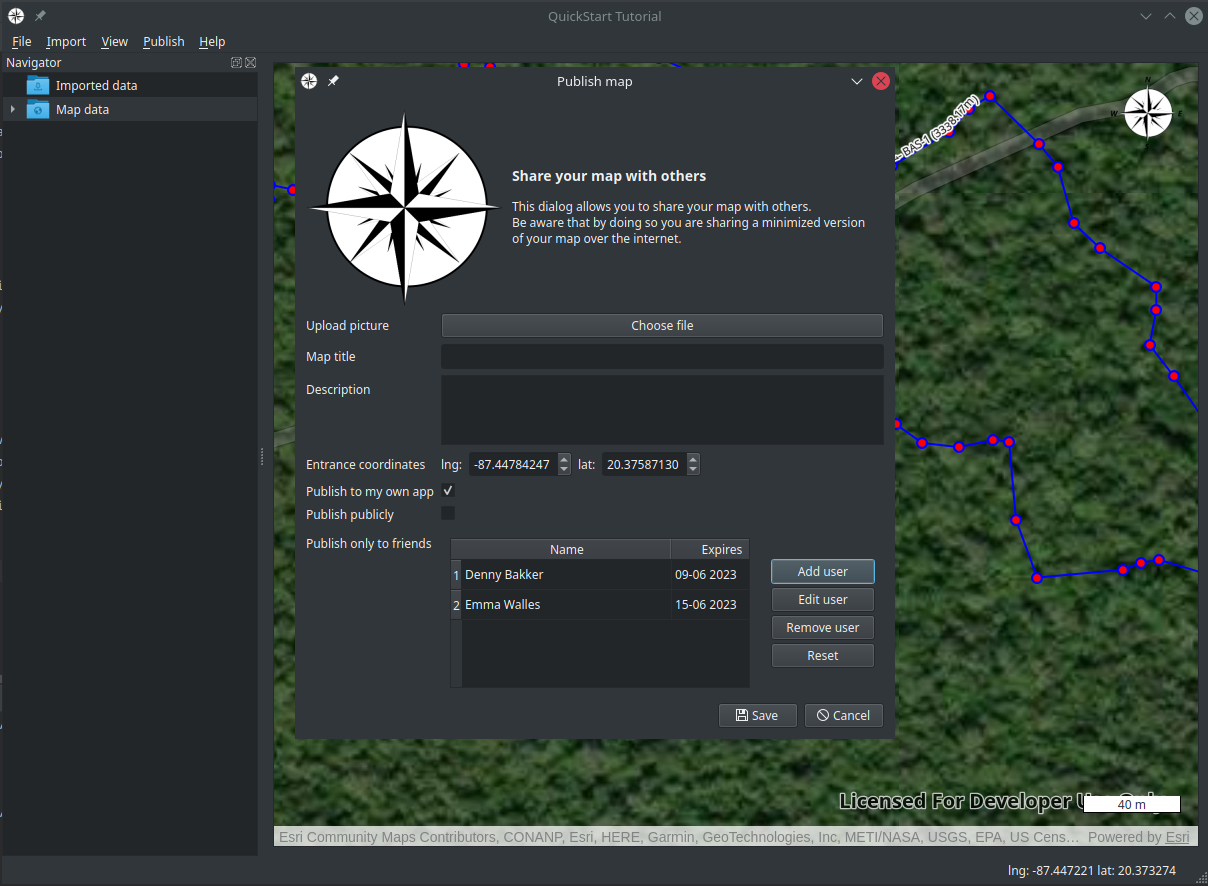 QuickStart Tutorial
File Import View Publish Help
Navigator
Imported data
Map data
Publish map
Share your map with others
This dialog allows you to share your map with others.
Be aware that by doing so you are sharing a minimized version
of your map over the internet.
Upload picture Choose file
Map title
Description
Entrance coordinates lng: -87.44784247 lat: 20.37587130
Publish to my own app
Publish publicly
Publish only to friends
Name Expires
1 Denny Bakker 09-06 2023
2 Emma Walles 15-06 2023
Add user
Edit user
Remove user
Reset
Save Cancel
BAS-1 (3338.17m)
N
W E
Licensed For Developer
40 m
Esri Community Maps Contributors, CONANP, Esri, HERE, Garmin, GeoTechnologies, Inc, METI/NASA, USGS, EPA, US Cens… Powered by Esri
lng: -87.447221 lat: 20.373274